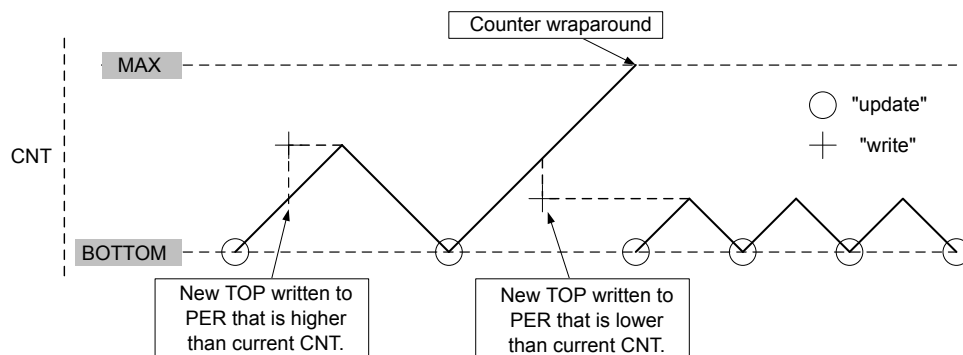 Counter wraparound
MAX
"update"
"write"
CNT
BOTTOM
New TOP written to
PER that is higher
than current CNT.
New TOP written to
PER that is lower
than current CNT.